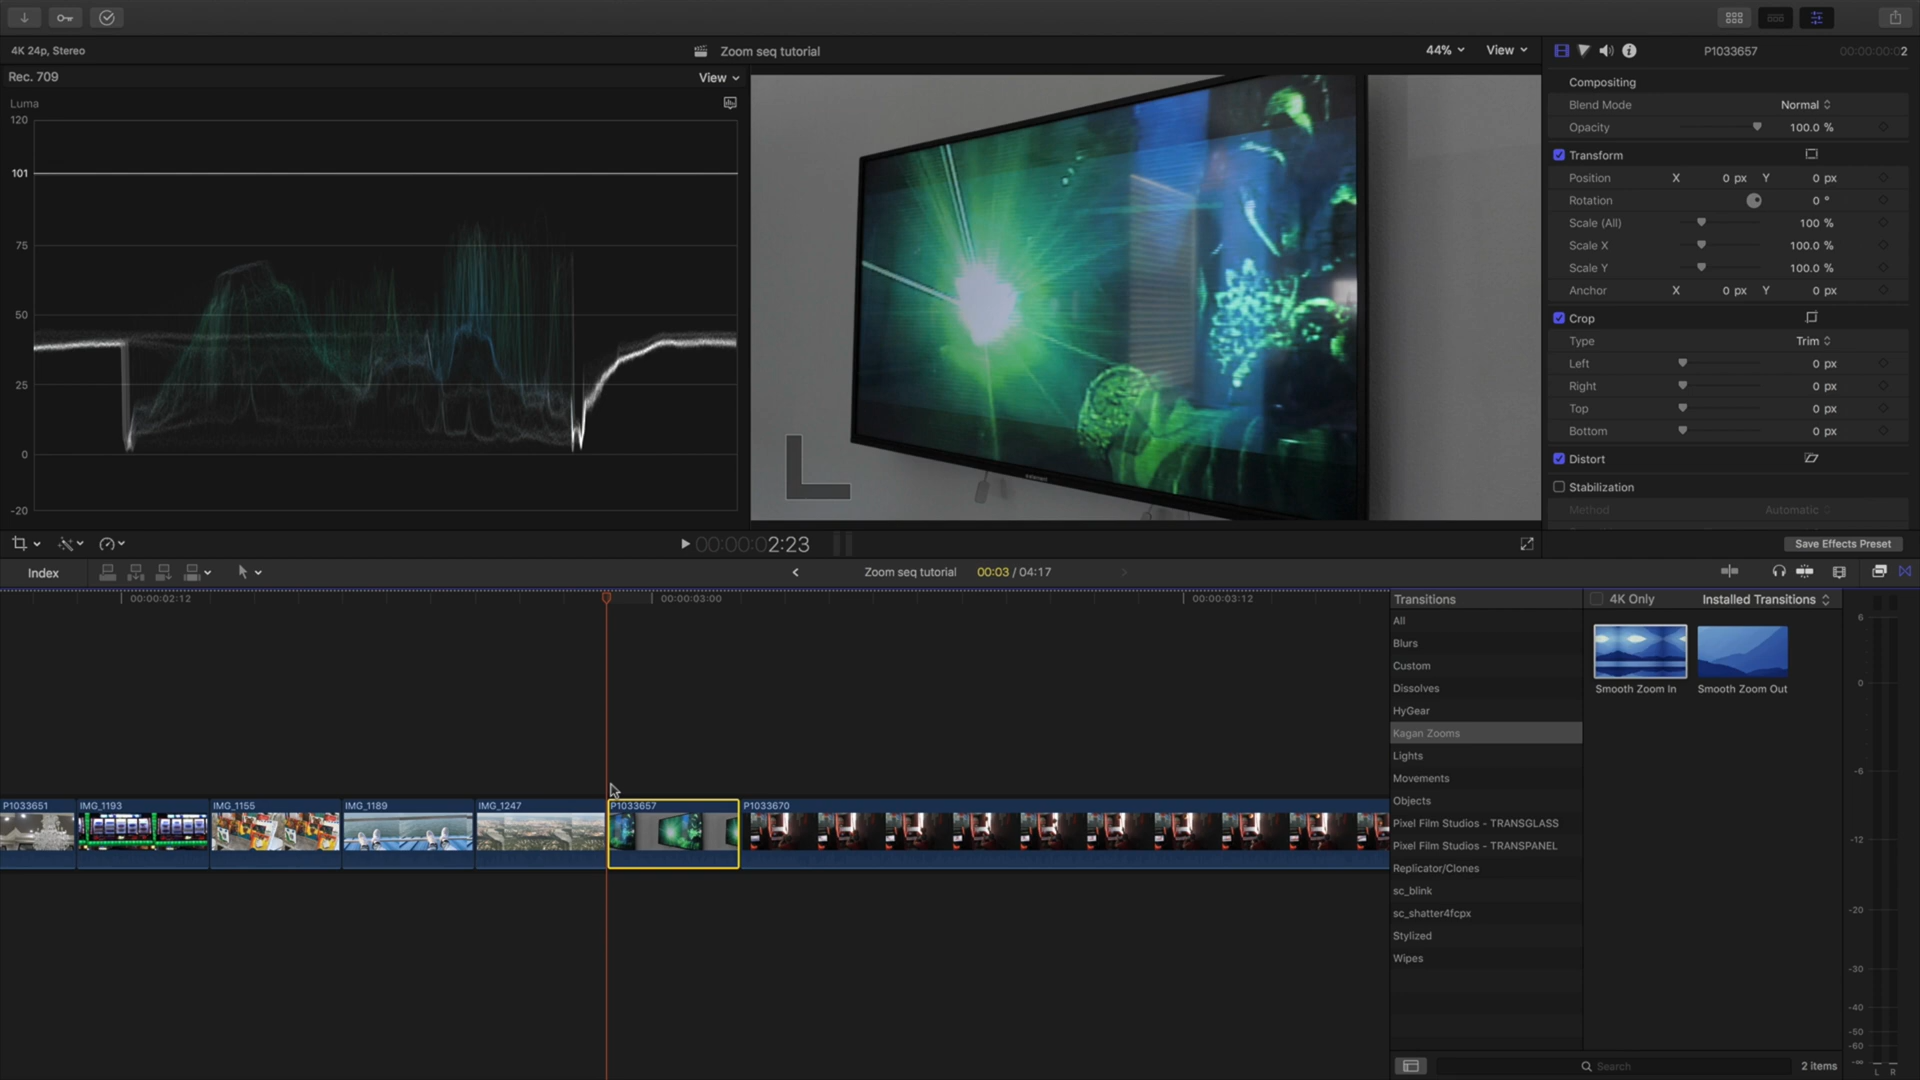 4K 24p, Stereo
Zoom seq tutorial
44%
View
P1033657
00:00:00:02
Rec. 709
View
Luma
120
101
75
50
25
0
-20
Compositing
Blend Mode
Normal
Opacity
100.0 %
Transform
Position
X
0 px
Y
0 px
Rotation
0 °
Scale (All)
100 %
Scale X
100.0 %
Scale Y
100.0 %
Anchor
X
0 px
Y
0 px
Crop
Type
Trim
Left
0 px
Right
0 px
Top
0 px
Bottom
0 px
Distort
Stabilization
Method
Automatic
00:00:02:23
Save Effects Preset
Index
Zoom seq tutorial
00:03 / 04:17
00:00:02:12
00:00:03:00
00:00:03:12
P1033651
IMG_1193
IMG_1155
IMG_1189
IMG_1247
P1033657
P1033670
Transitions
4K Only
Installed Transitions
All
Blurs
Custom
Dissolves
HyGear
Kagan Zooms
Lights
Movements
Objects
Pixel Film Studios - TRANSGLASS
Pixel Film Studios - TRANSPANEL
Replicator/Clones
sc_blink
sc_shatter4fcpx
Stylized
Wipes
Smooth Zoom In
Smooth Zoom Out
Search
2 items
6
0
-6
-12
-20
-30
-40
-50
-60
-∞
L
R